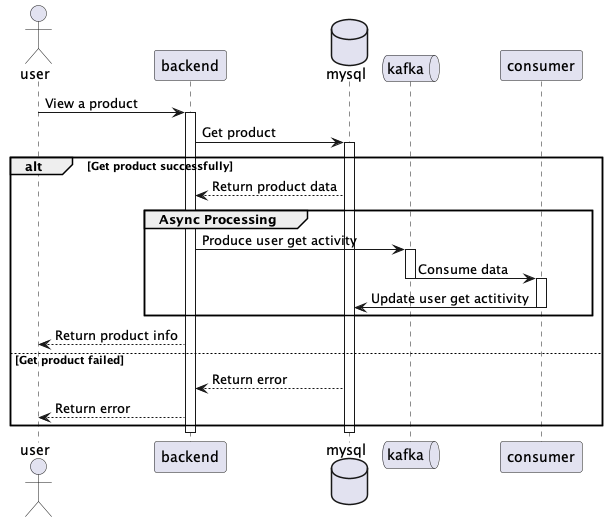 user
backend
mysql
kafka
consumer
View a product
Get product
alt
[Get product successfully]
Return product data
Async Processing
Produce user get activity
Consume data
Update user get actitivity
Return product info
[Get product failed]
Return error
Return error
user
backend
mysql
kafka
consumer